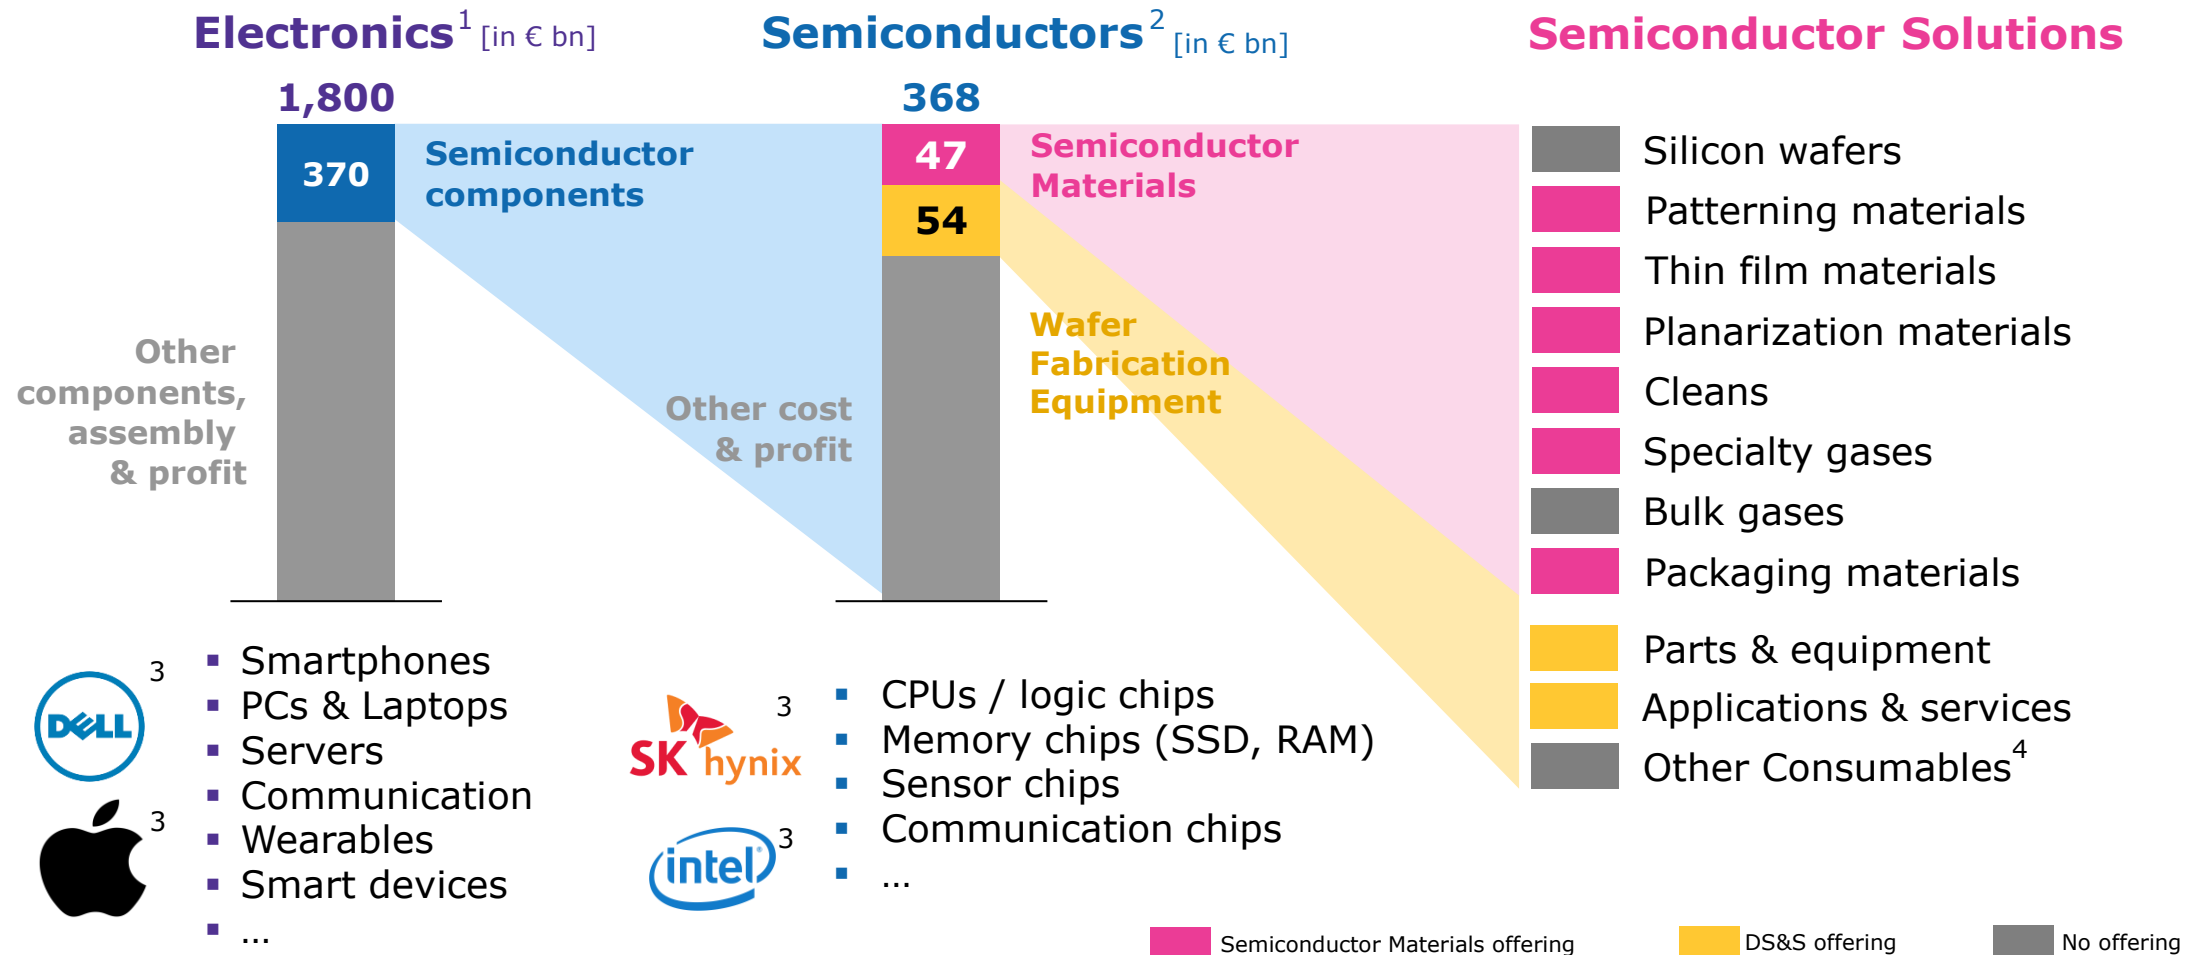 Electronics1 [in € bn]
1,800
370
Semiconductor
components
Other
components,
assembly
& profit
3
DELL
3
▪ Smartphones
▪ PCs & Laptops
▪ Servers
▪ Communication
▪ Wearables
▪ Smart devices
▪ …
Semiconductors2 [in € bn]
368
47
54
Semiconductor
Materials
Wafer
Fabrication
Equipment
Other cost
& profit
3
SK hynix
3
intel
▪ CPUs / logic chips
▪ Memory chips (SSD, RAM)
▪ Sensor chips
▪ Communication chips
▪ …
Semiconductor Solutions
Silicon wafers
Patterning materials
Thin film materials
Planarization materials
Cleans
Specialty gases
Bulk gases
Packaging materials
Parts & equipment
Applications & services
Other Consumables4
Semiconductor Materials offering
DS&S offering
No offering